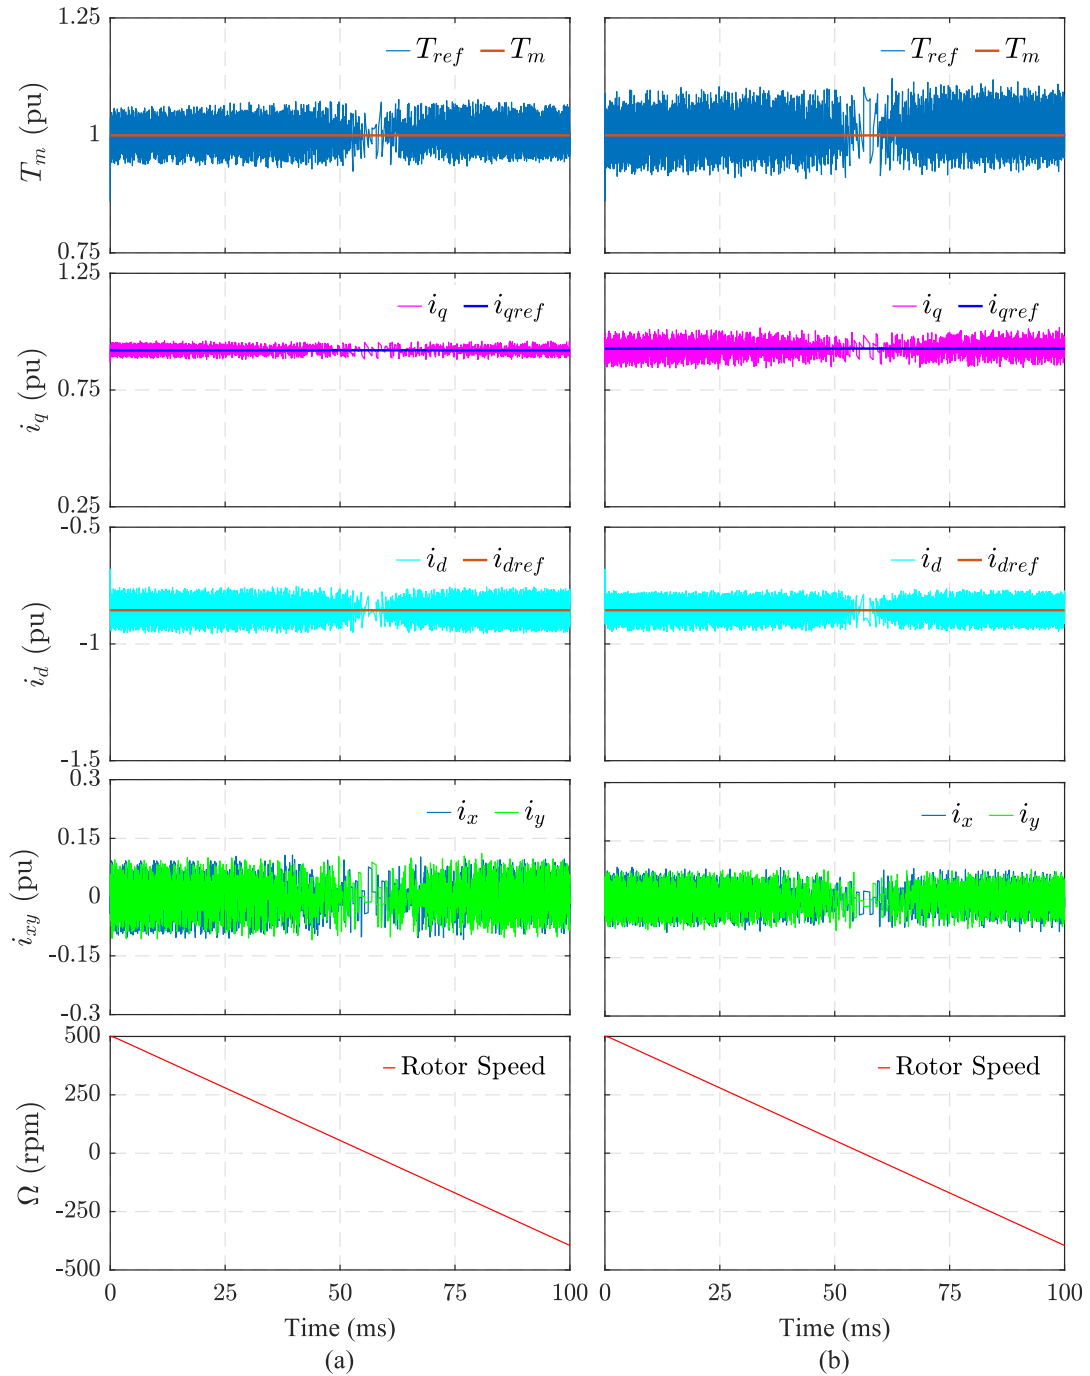 1.25
T_ref T_m
T_ref T_m
T_m (pu)
1
0.75
1.25
i_q i_qref
i_q i_qref
i_q (pu)
0.75
0.25
-0.5
i_d i_dref
i_d i_dref
i_d (pu)
-1
-1.5
0.3
i_x i_y
i_x i_y
0.15
i_xy (pu)
0
-0.15
-0.3
500
Rotor Speed
Rotor Speed
250
Ω (rpm)
0
-250
-500
0 25 50 75 100
0 25 50 75 100
Time (ms)
Time (ms)
(a)
(b)